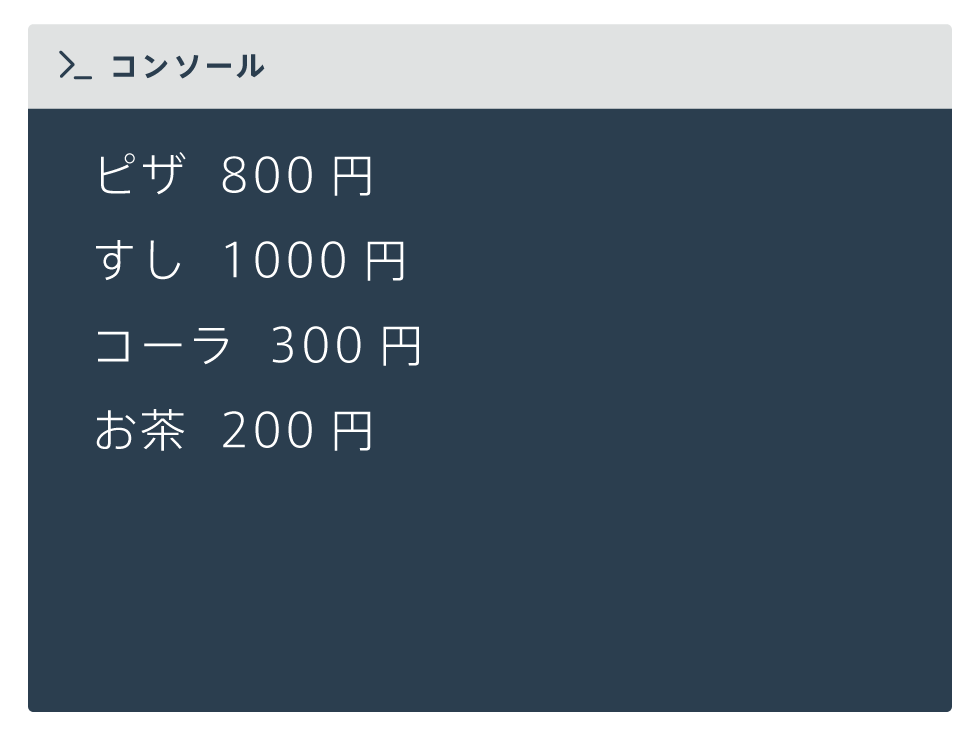 >_ コンソール
ピザ 800 円
すし 1000 円
コーラ 300 円
お茶 200 円